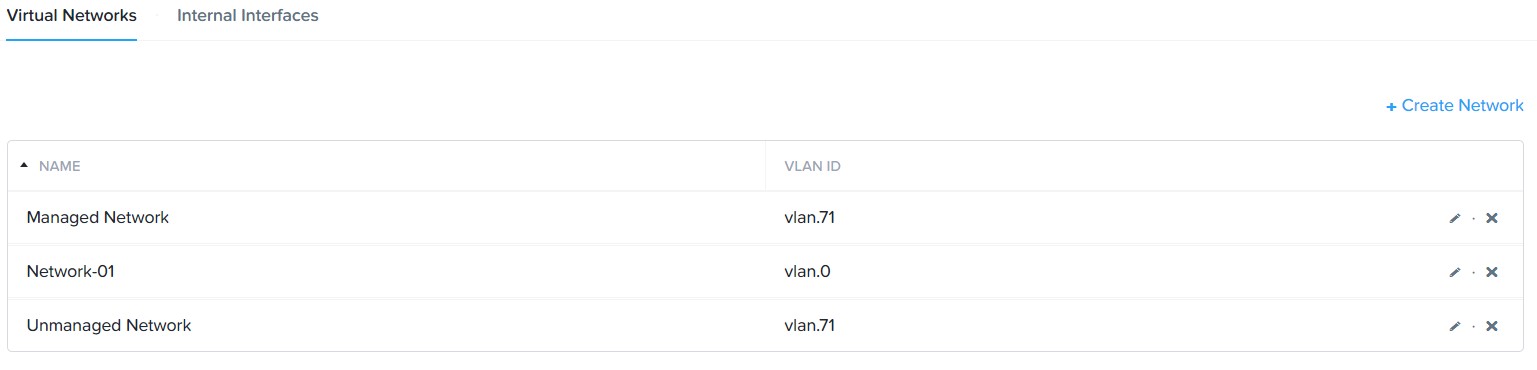 Virtual Networks · Internal Interfaces
+ Create Network
NAME VLAN ID
Managed Network vlan.71
Network-01 vlan.0
Unmanaged Network vlan.71